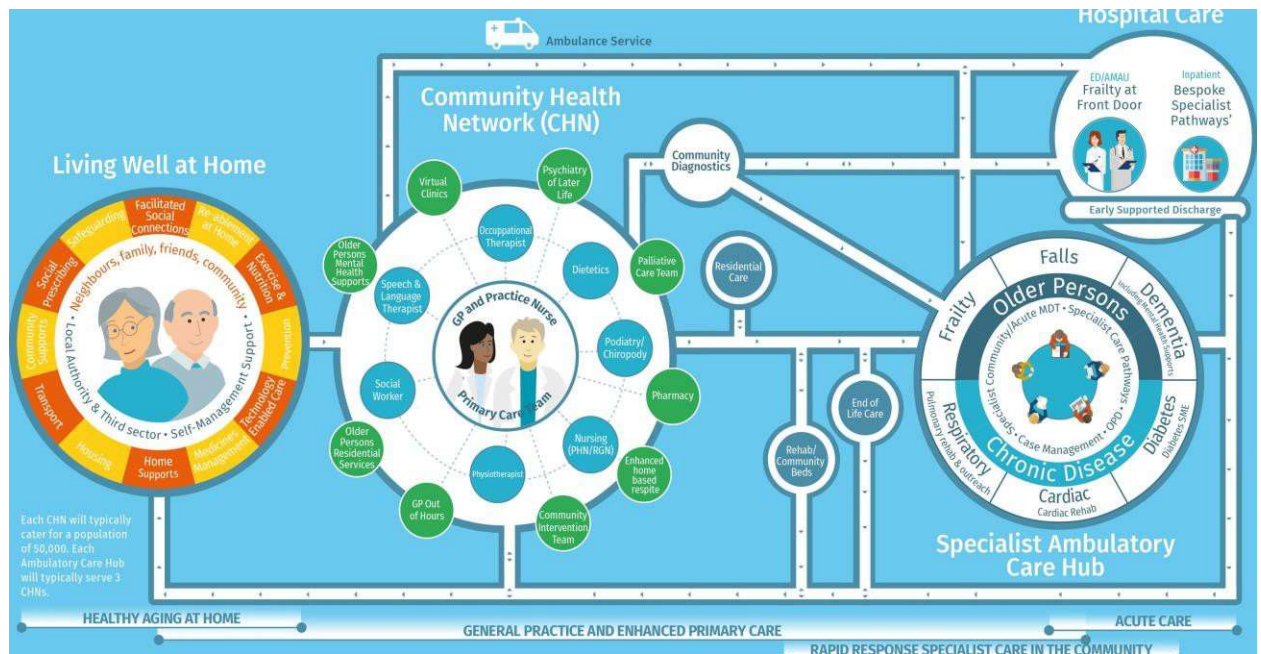 Hospital Care
Ambulance Service
ED/AMAU
Frailty at
Front Door
Inpatient
Bespoke
Specialist
Pathways'
Early Supported Discharge
Community Health
Network (CHN)
Community
Diagnostics
Living Well at Home
Facilitated
Social
Connections
Re-ablement
at Home
Exercise &
Nutrition
Prevention
Technology
Enabled Care
Medicines
Management
Home
Supports
Housing
Transport
Community
Supports
Social
Prescribing
Safeguarding
Neighbours, family, friends, community •
Local Authority & Third sector • Self-Management Support •
Virtual
Clinics
Psychiatry
of Later
Life
Palliative
Care Team
Pharmacy
Enhanced
home
based
respite
Community
Intervention
Team
GP Out
of Hours
Older
Persons
Residential
Services
Older
Persons
Mental
Health
Supports
Occuppational
Therapist
Dietetics
Podiatry/
Chiropody
Nursing
(PHN/RGN)
Physiotherapist
Social
Worker
Speech &
Language
Therapist
GP and Practice Nurse
Primary Care Team
Residential
Care
Rehab/
Community
Beds
End of
Life Care
Falls
Dementia
Including Mental Health Supports
Diabetes
Diabetes SME
Cardiac
Cardiac Rehab
Respiratory
Pulmonary rehab & outreach
Frailty
Older Persons
Chronic Disease
Specialist Community/Acute MDT • Specialist Care Pathways • OPD • Case Management •
Specialist Ambulatory
Care Hub
Each CHN will typically
cater for a population
of 50,000. Each
Ambulatory Care Hub
will typically serve 3
CHNs.
HEALTHY AGING AT HOME
GENERAL PRACTICE AND ENHANCED PRIMARY CARE
ACUTE CARE
RAPID RESPONSE SPECIALIST CARE IN THE COMMUNITY